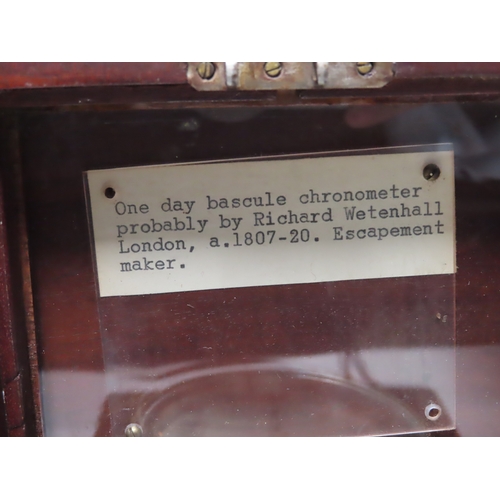 One day bascule chronometer
probably by Richard Wetenhall
London, a.1807-20. Escapement
maker.